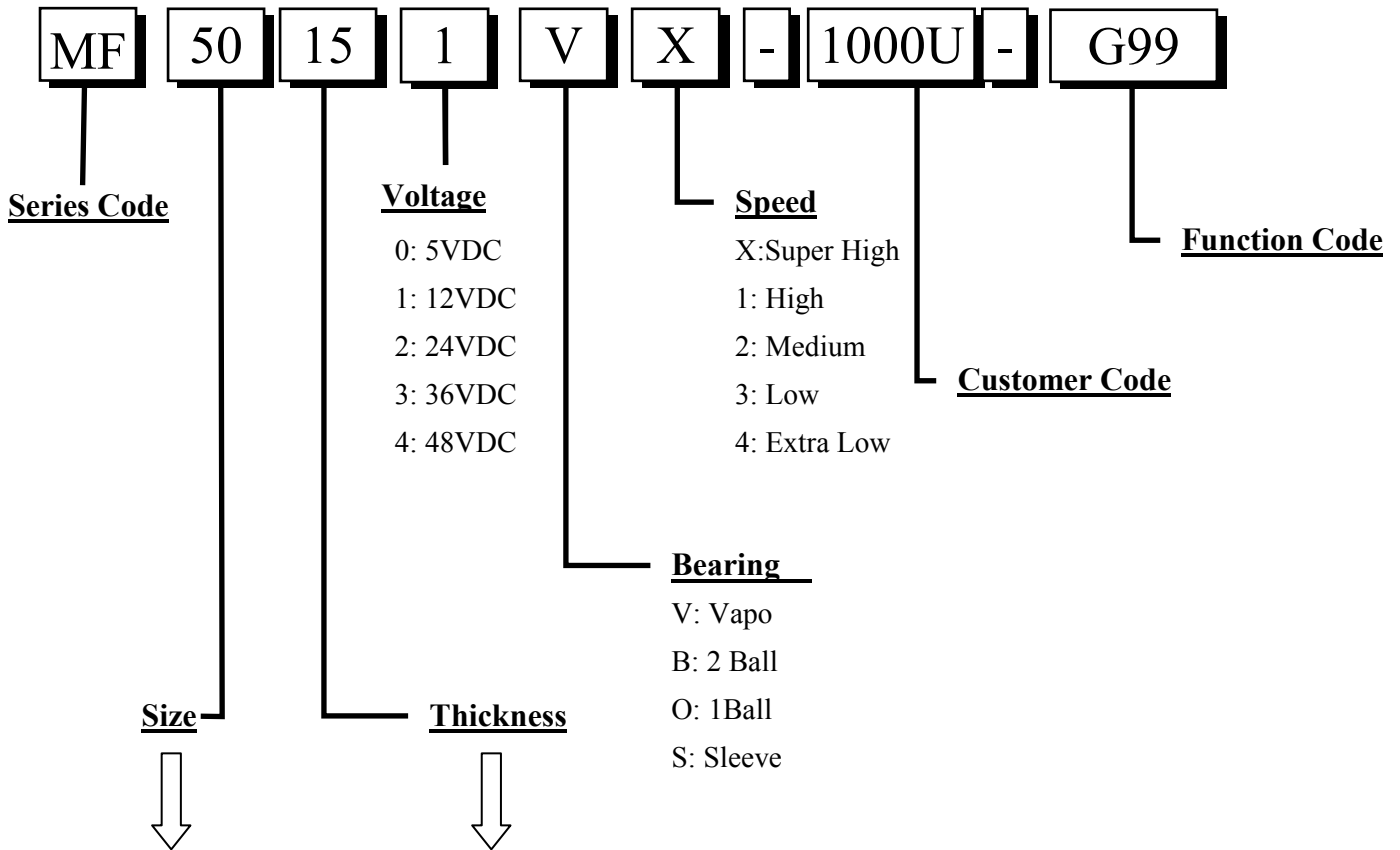 MF 50 15 1 V X - 1000U - G99
Series Code
Voltage
0: 5VDC
1: 12VDC
2: 24VDC
3: 36VDC
4: 48VDC
Speed
X:Super High
1: High
2: Medium
3: Low
4: Extra Low
Function Code
Customer Code
Bearing
V: Vapo
B: 2 Ball
O: 1Ball
S: Sleeve
Size
Thickness